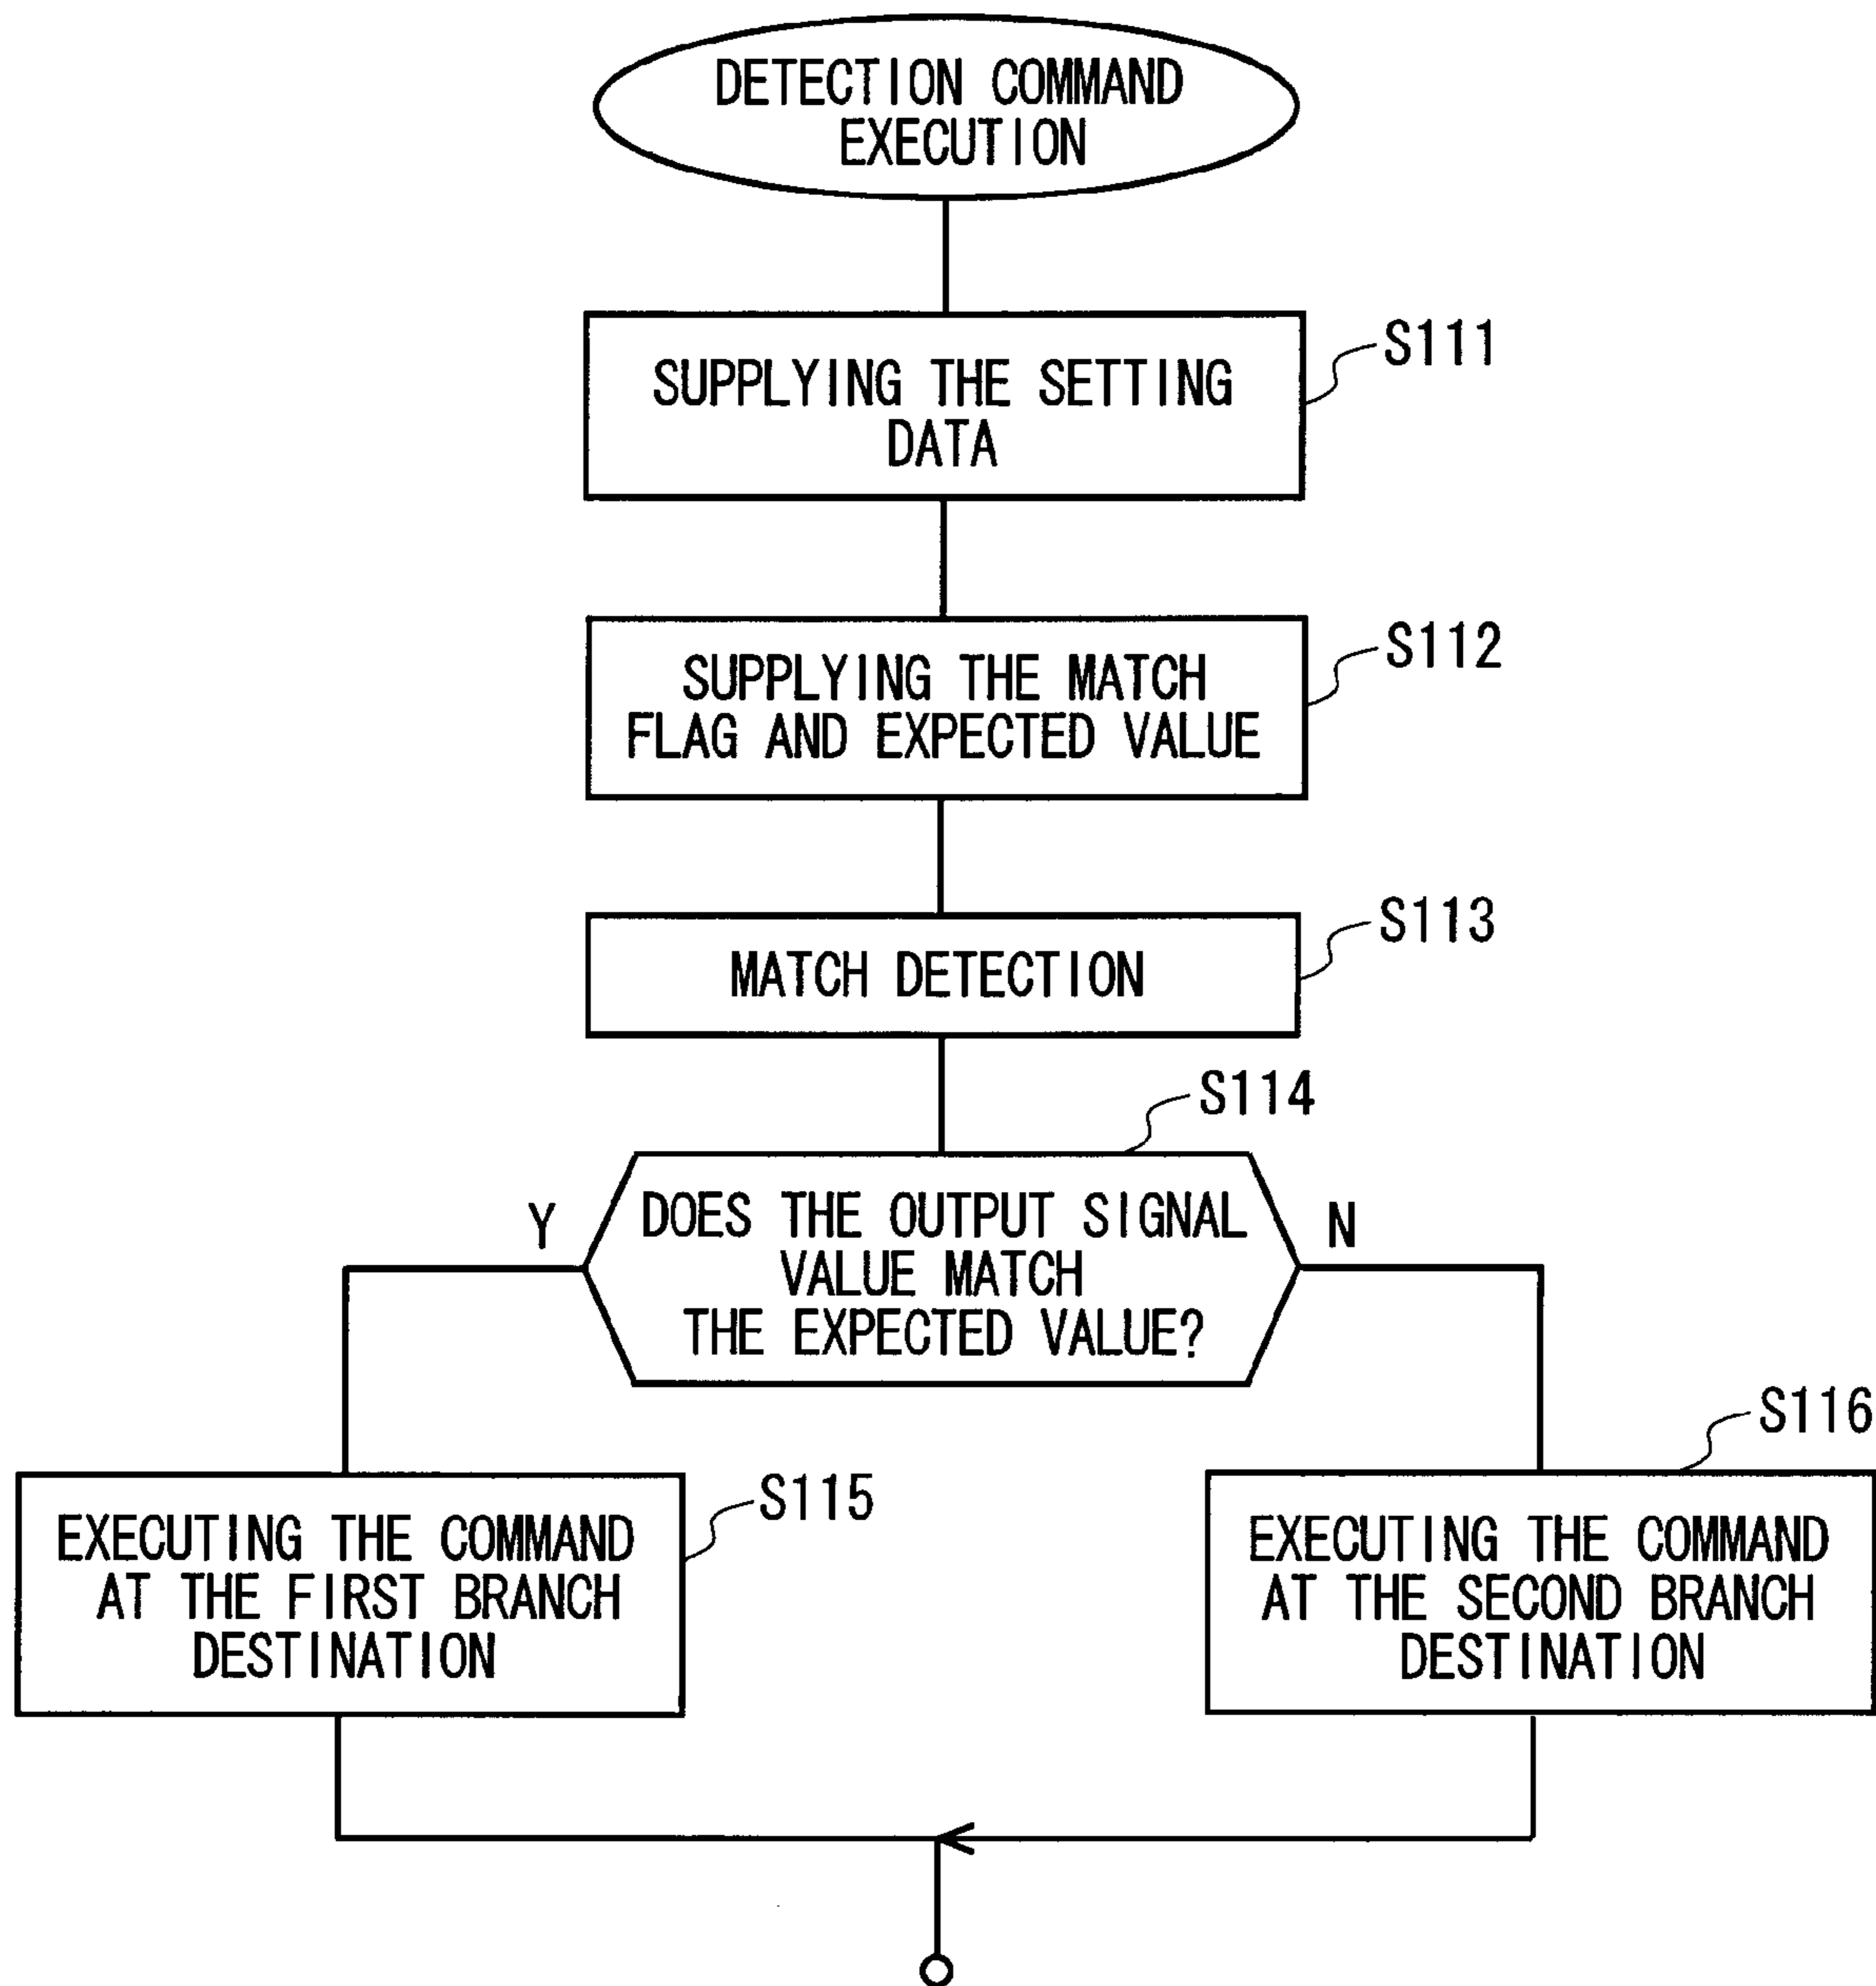 DETECTION COMMAND
EXECUTION
S111
SUPPLYING THE SETTING
DATA
S112
SUPPLYING THE MATCH
FLAG AND EXPECTED VALUE
S113
MATCH DETECTION
S114
Y
DOES THE OUTPUT SIGNAL
VALUE MATCH
THE EXPECTED VALUE?
N
S115
EXECUTING THE COMMAND
AT THE FIRST BRANCH
DESTINATION
S116
EXECUTING THE COMMAND
AT THE SECOND BRANCH
DESTINATION